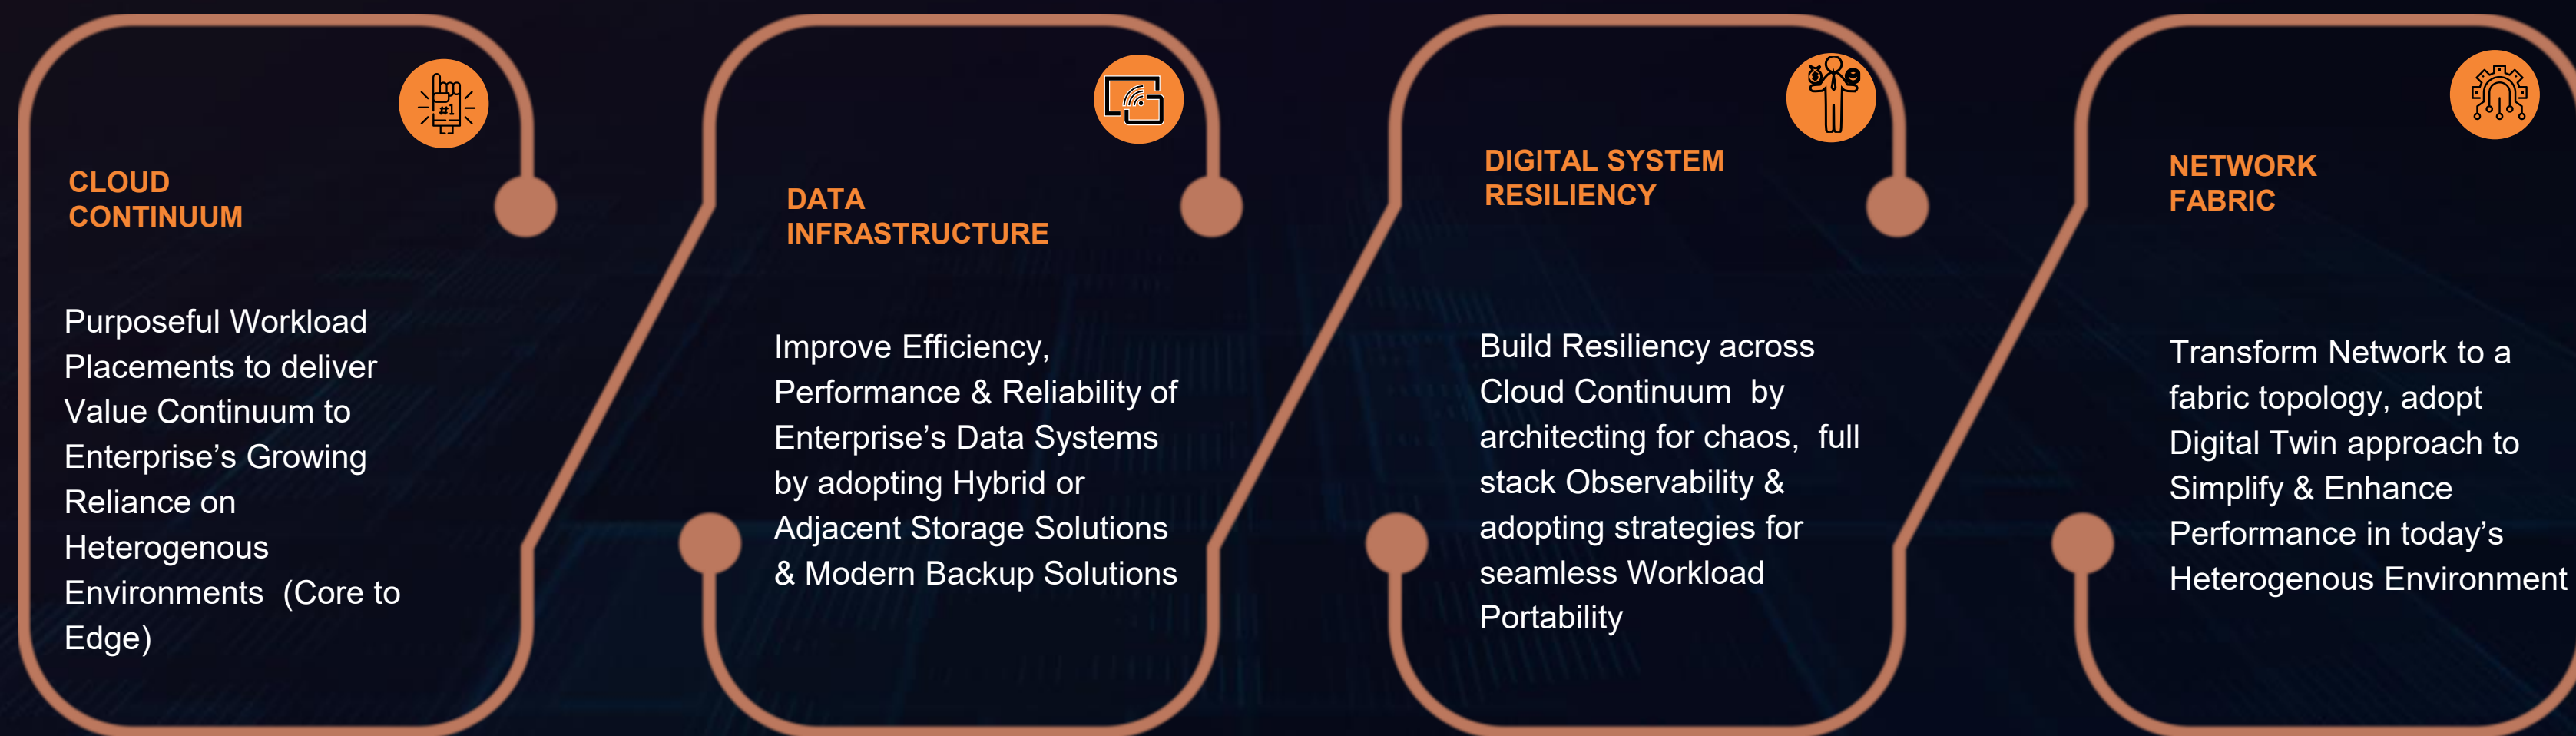 #1
CLOUD
CONTINUUM
Purposeful Workload
Placements to deliver
Value Continuum to
Enterprise’s Growing
Reliance on
Heterogenous
Environments  (Core to
Edge)
DATA
INFRASTRUCTURE
Improve Efficiency,
Performance & Reliability of
Enterprise’s Data Systems
by adopting Hybrid or
Adjacent Storage Solutions
& Modern Backup Solutions
DIGITAL SYSTEM
RESILIENCY
Build Resiliency across
Cloud Continuum  by
architecting for chaos,  full
stack Observability &
adopting strategies for
seamless Workload
Portability
NETWORK
FABRIC
Transform Network to a
fabric topology, adopt
Digital Twin approach to
Simplify & Enhance
Performance in today’s
Heterogenous Environment